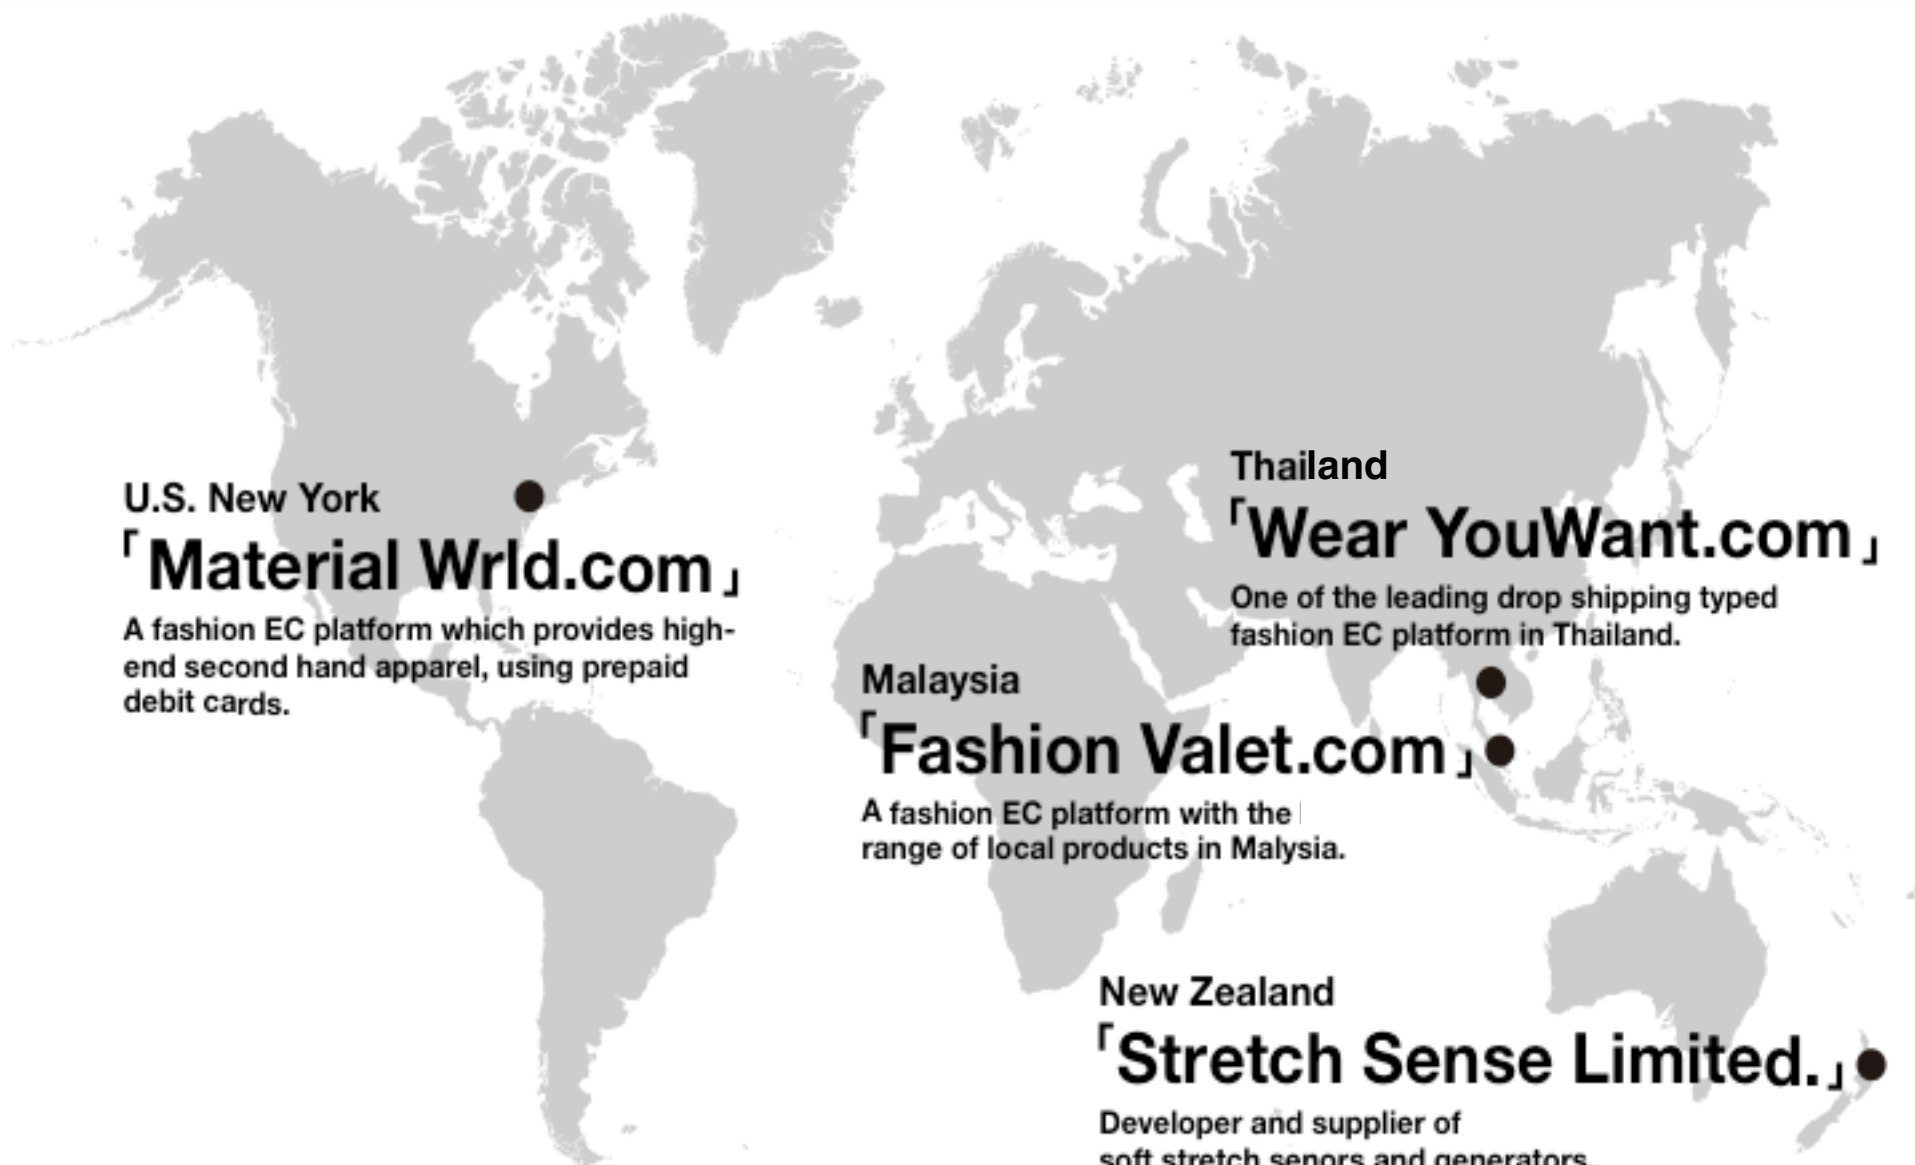 U.S. New York
「Material Wrld.com」
A fashion EC platform which provides high-
end second hand apparel, using prepaid
debit cards.
Thailand
「Wear YouWant.com」
One of the leading drop shipping typed
fashion EC platform in Thailand.
Malaysia
「Fashion Valet.com」
A fashion EC platform with the
range of local products in Malysia.
New Zealand
「Stretch Sense Limited.」
Developer and supplier of
soft stretch senors and generators.